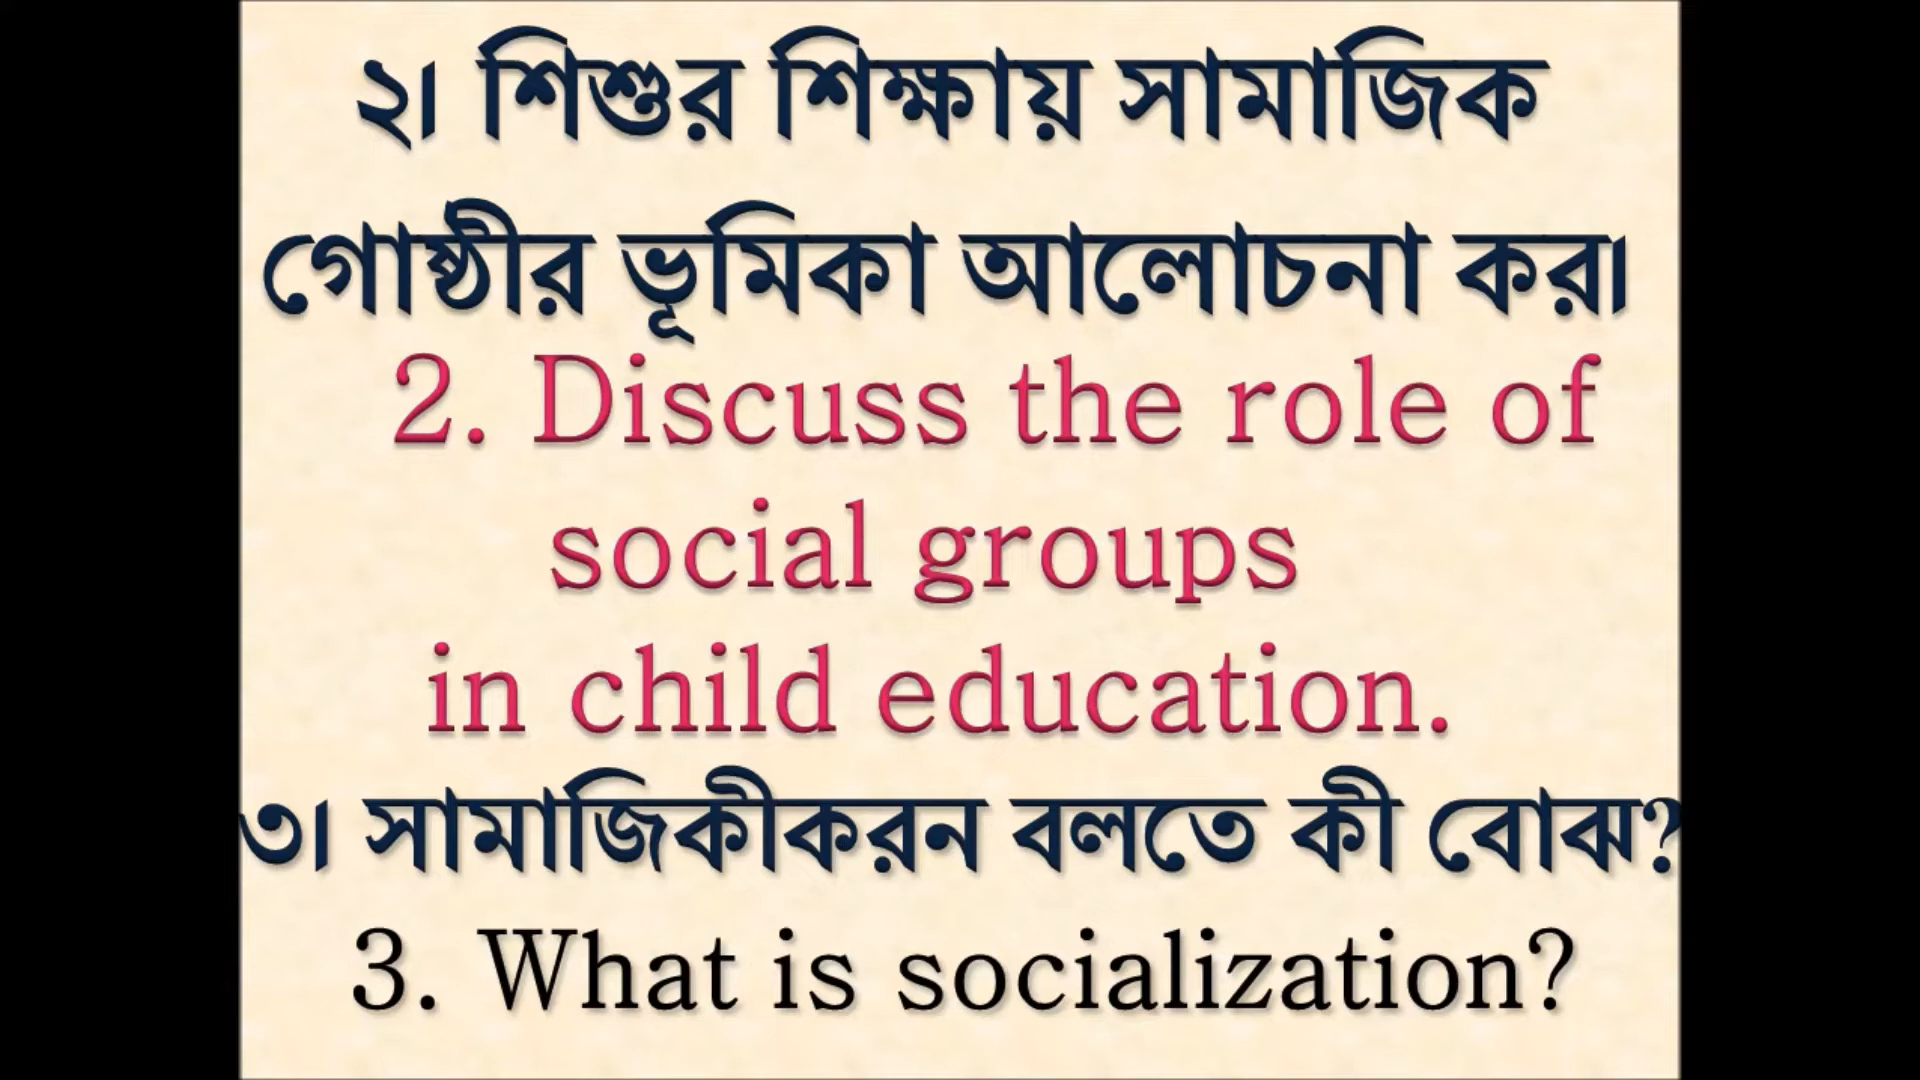 ২। শিশুর শিক্ষায় সামাজিক
গোষ্ঠীর ভূমিকা আলোচনা কর।
2. Discuss the role of
social groups
in child education.
৩। সামাজিকীকরন বলতে কী বোঝ?
3. What is socialization?